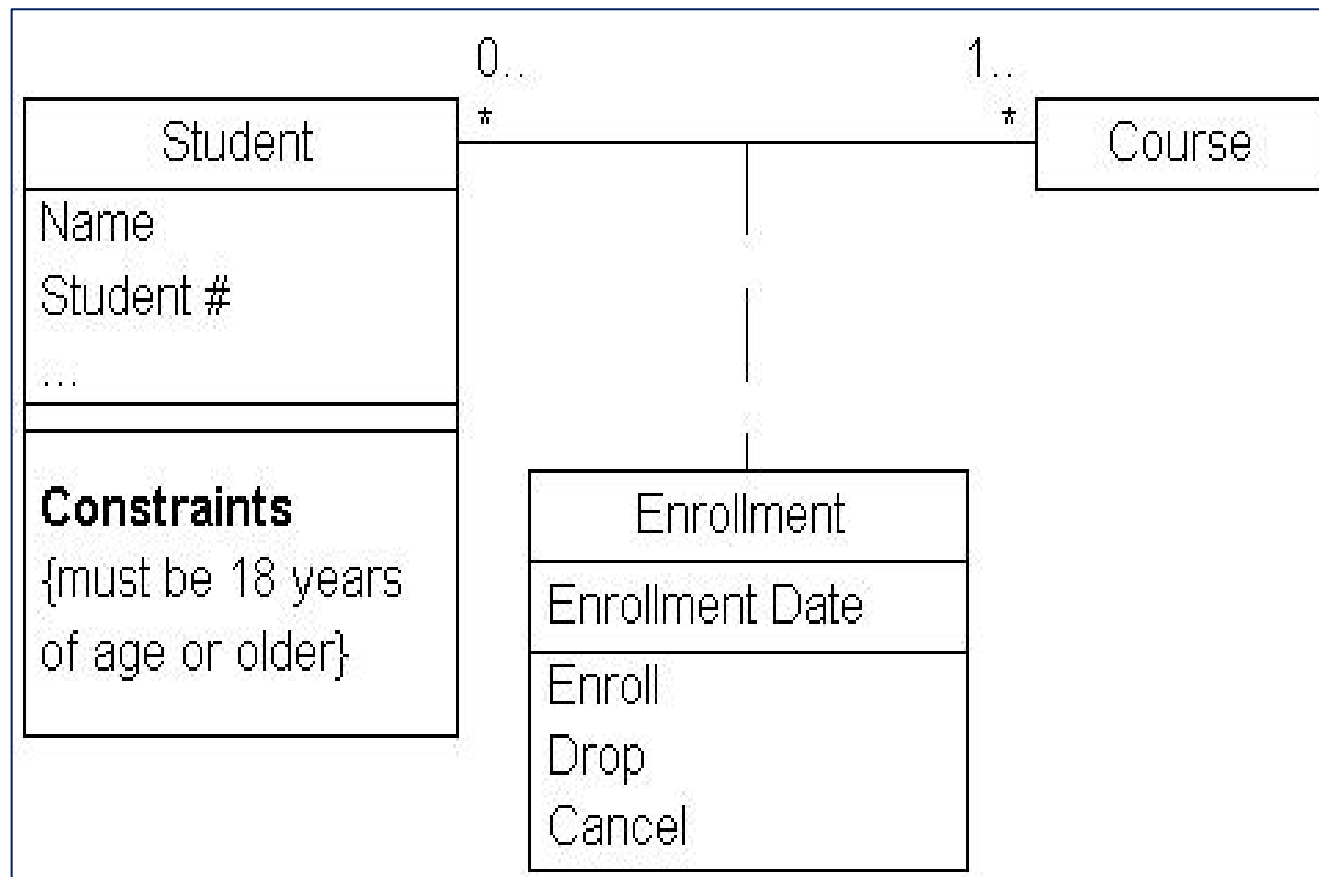 0..
*
1..
*
Student
Course
Name
Student #
...
Constraints
{must be 18 years
of age or older}
Enrollment
Enrollment Date
Enroll
Drop
Cancel